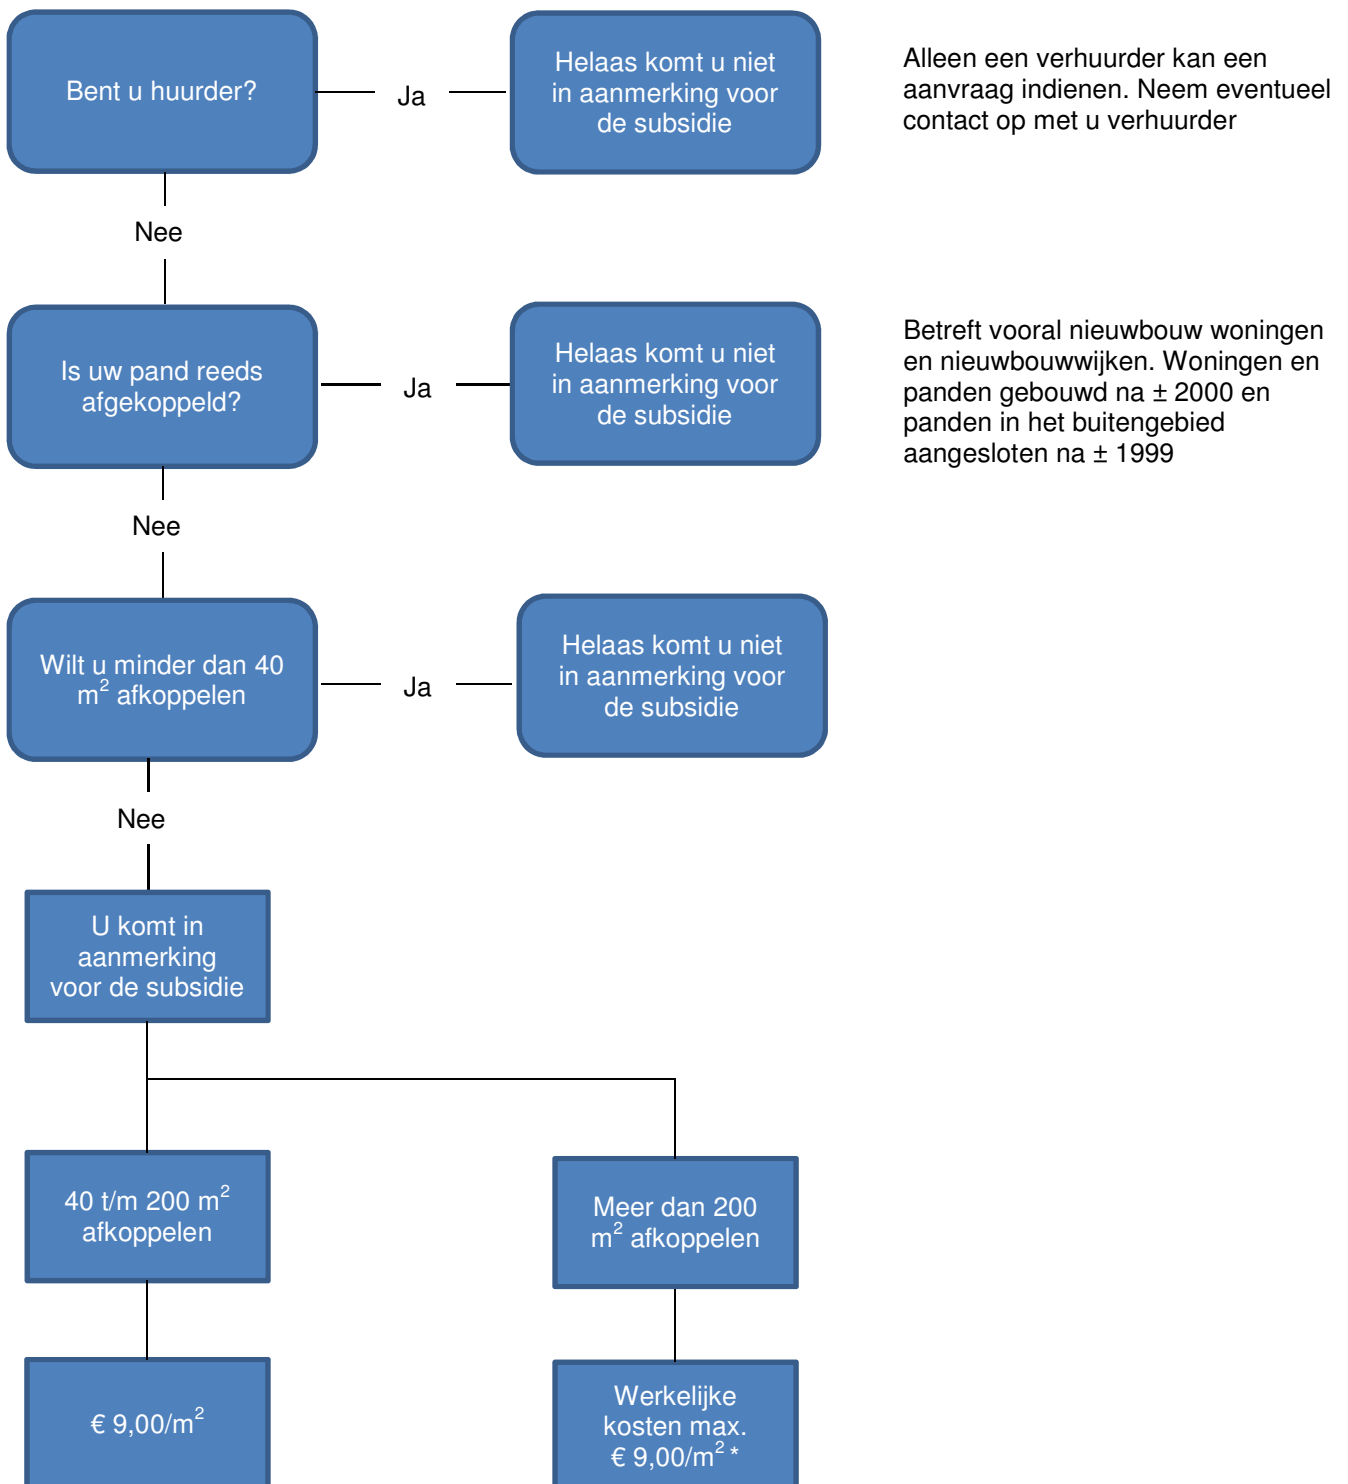 Bent u huurder?
Ja
Helaas komt u niet
in aanmerking voor
de subsidie
Alleen een verhuurder kan een
aanvraag indienen. Neem eventueel
contact op met u verhuurder
Nee
Is uw pand reeds
afgekoppeld?
Ja
Helaas komt u niet
in aanmerking voor
de subsidie
Betreft vooral nieuwbouw woningen
en nieuwbouwwijken. Woningen en
panden gebouwd na ± 2000 en
panden in het buitengebied
aangesloten na ± 1999
Nee
Wilt u minder dan 40
m² afkoppelen
Ja
Helaas komt u niet
in aanmerking voor
de subsidie
Nee
U komt in
aanmerking
voor de subsidie
40 t/m 200 m²
afkoppelen
Meer dan 200
m² afkoppelen
€ 9,00/m²
Werkelijke
kosten max.
€ 9,00/m² *